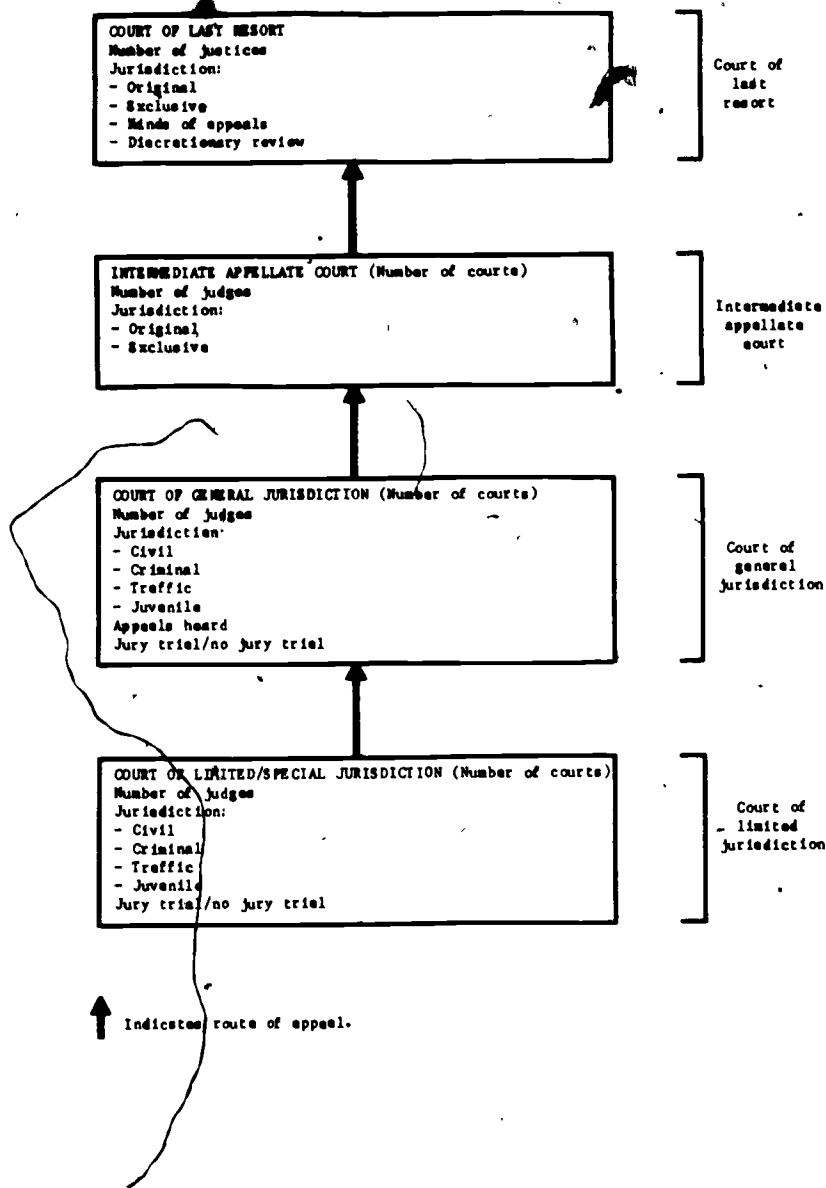 COURT OF LAST RESORT
Number of justices
Jurisdiction:
- Original
- Exclusive
- Kinds of appeals
- Discretionary review
Court of
last
resort
INTERMEDIATE APPELLATE COURT (Number of courts)
Number of judges
Jurisdiction:
- Original
- Exclusive
Intermediate
appellate
court
COURT OF GENERAL JURISDICTION (Number of courts)
Number of judges
Jurisdiction
- Civil
- Criminal
- Traffic
- Juvenile
Appeals heard
Jury trial/no jury trial
Court of
general
jurisdiction
COURT OF LIMITED/SPECIAL JURISDICTION (Number of courts)
Number of judges
Jurisdiction:
- Civil
- Criminal
- Traffic
- Juvenile
Jury trial/no jury trial
Court of
limited
jurisdiction
Indicates route of appeal.